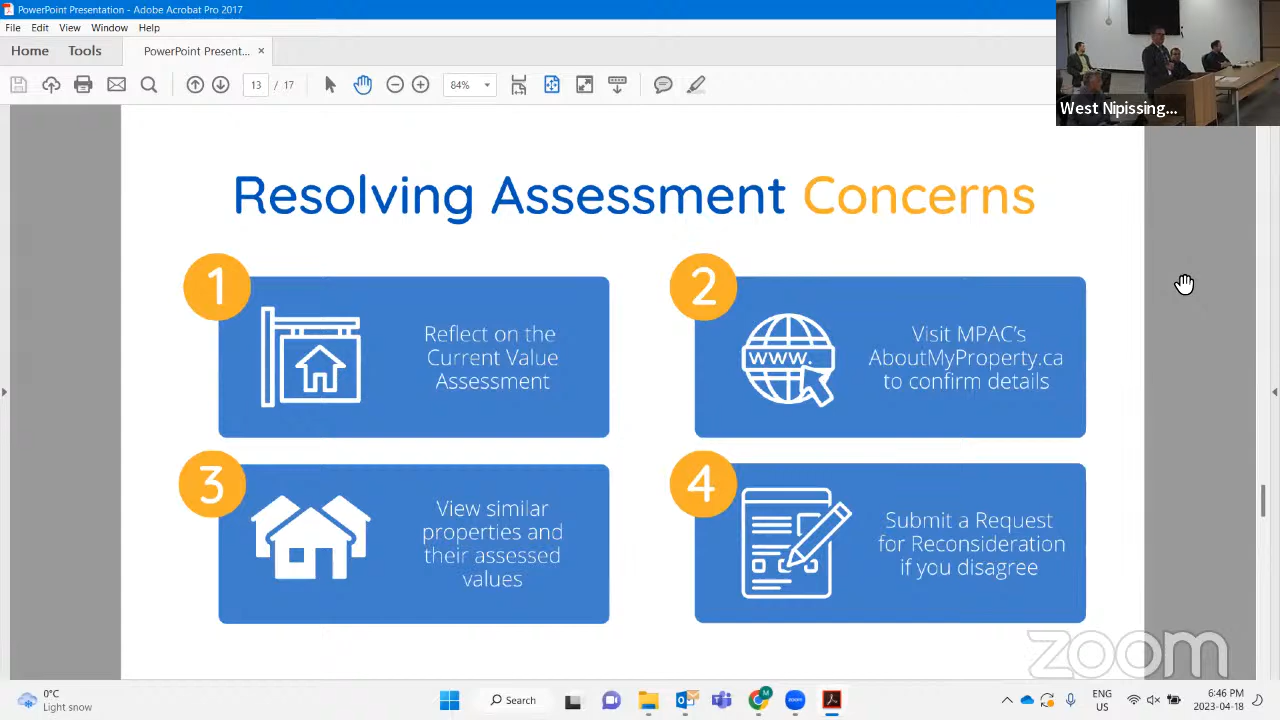 PowerPoint Presentation - Adobe Acrobat Pro 2017
File Edit View Window Help
Home Tools PowerPoint Present... ×
13 / 17 84%
West Nipissing...
Resolving Assessment Concerns
1
Reflect on the
Current Value
Assessment
2
www.
Visit MPAC's
AboutMyProperty.ca
to confirm details
3
View similar
properties and
their assessed
values
4
Submit a Request
for Reconsideration
if you disagree
zoom
0°C
Light snow
Search
ENG
US
6:46 PM
2023-04-18